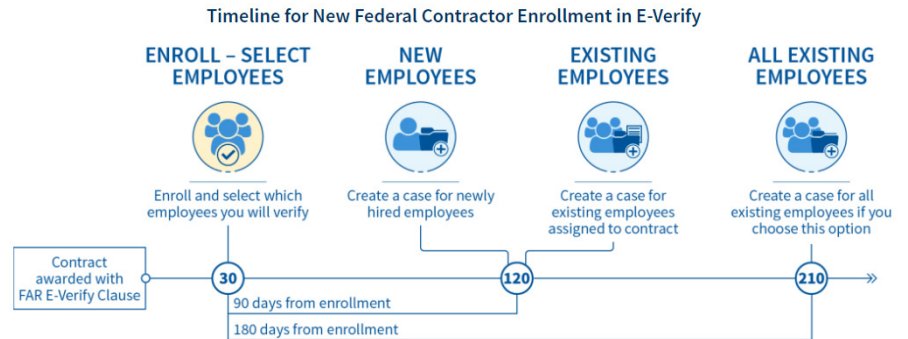 Timeline for New Federal Contractor Enrollment in E-Verify
ENROLL – SELECT
EMPLOYEES
Enroll and select which
employees you will verify
NEW
EMPLOYEES
Create a case for newly
hired employees
EXISTING
EMPLOYEES
Create a case for
existing employees
assigned to contract
ALL EXISTING
EMPLOYEES
Create a case for all
existing employees if you
choose this option
Contract
awarded with
FAR E-Verify Clause
30
120
210
90 days from enrollment
180 days from enrollment